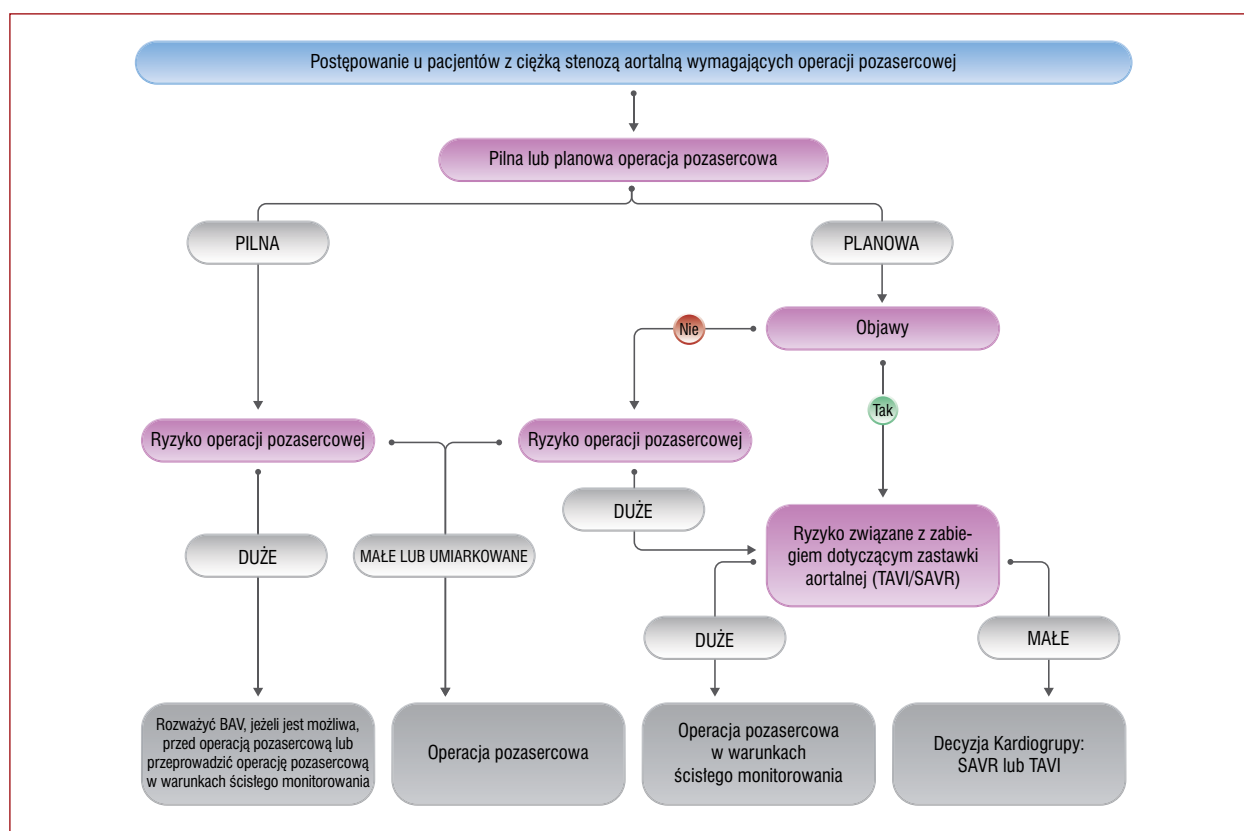 Postępowanie u pacjentów z ciężką stenozą aortalną wymagających operacji pozasercowej
Pilna lub planowa operacja pozasercowa
PILNA
PLANOWA
Nie
Objawy
Tak
Ryzyko operacji pozasercowej
Ryzyko operacji pozasercowej
DUŻE
Ryzyko związane z zabie-
giem dotyczącym zastawki
aortalnej (TAVI/SAVR)
DUŻE
MAŁE LUB UMIARKOWANE
DUŻE
MAŁE
Rozważyć BAV, jeżeli jest możliwa,
przed operacją pozasercową lub
przeprowadzić operację pozasercową
w warunkach ścisłego monitorowania
Operacja pozasercowa
Operacja pozasercowa
w warunkach
ścisłego monitorowania
Decyzja Kardiogrupy:
SAVR lub TAVI